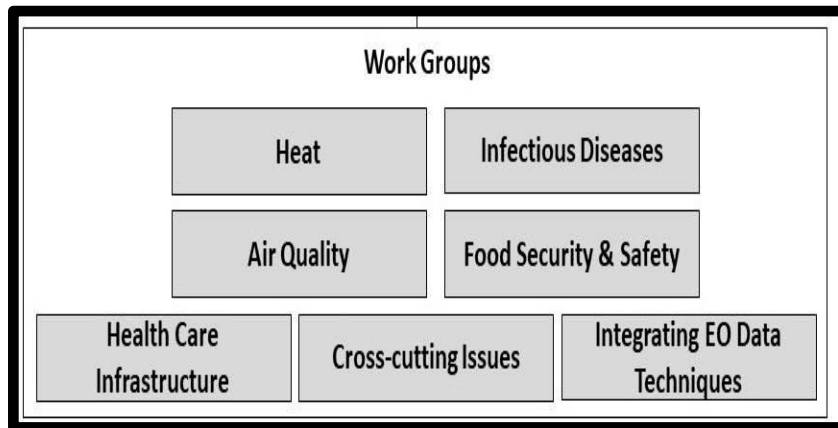 Work Groups
Heat
Infectious Diseases
Air Quality
Food Security & Safety
Health Care
Infrastructure
Cross-cutting Issues
Integrating EO Data
Techniques